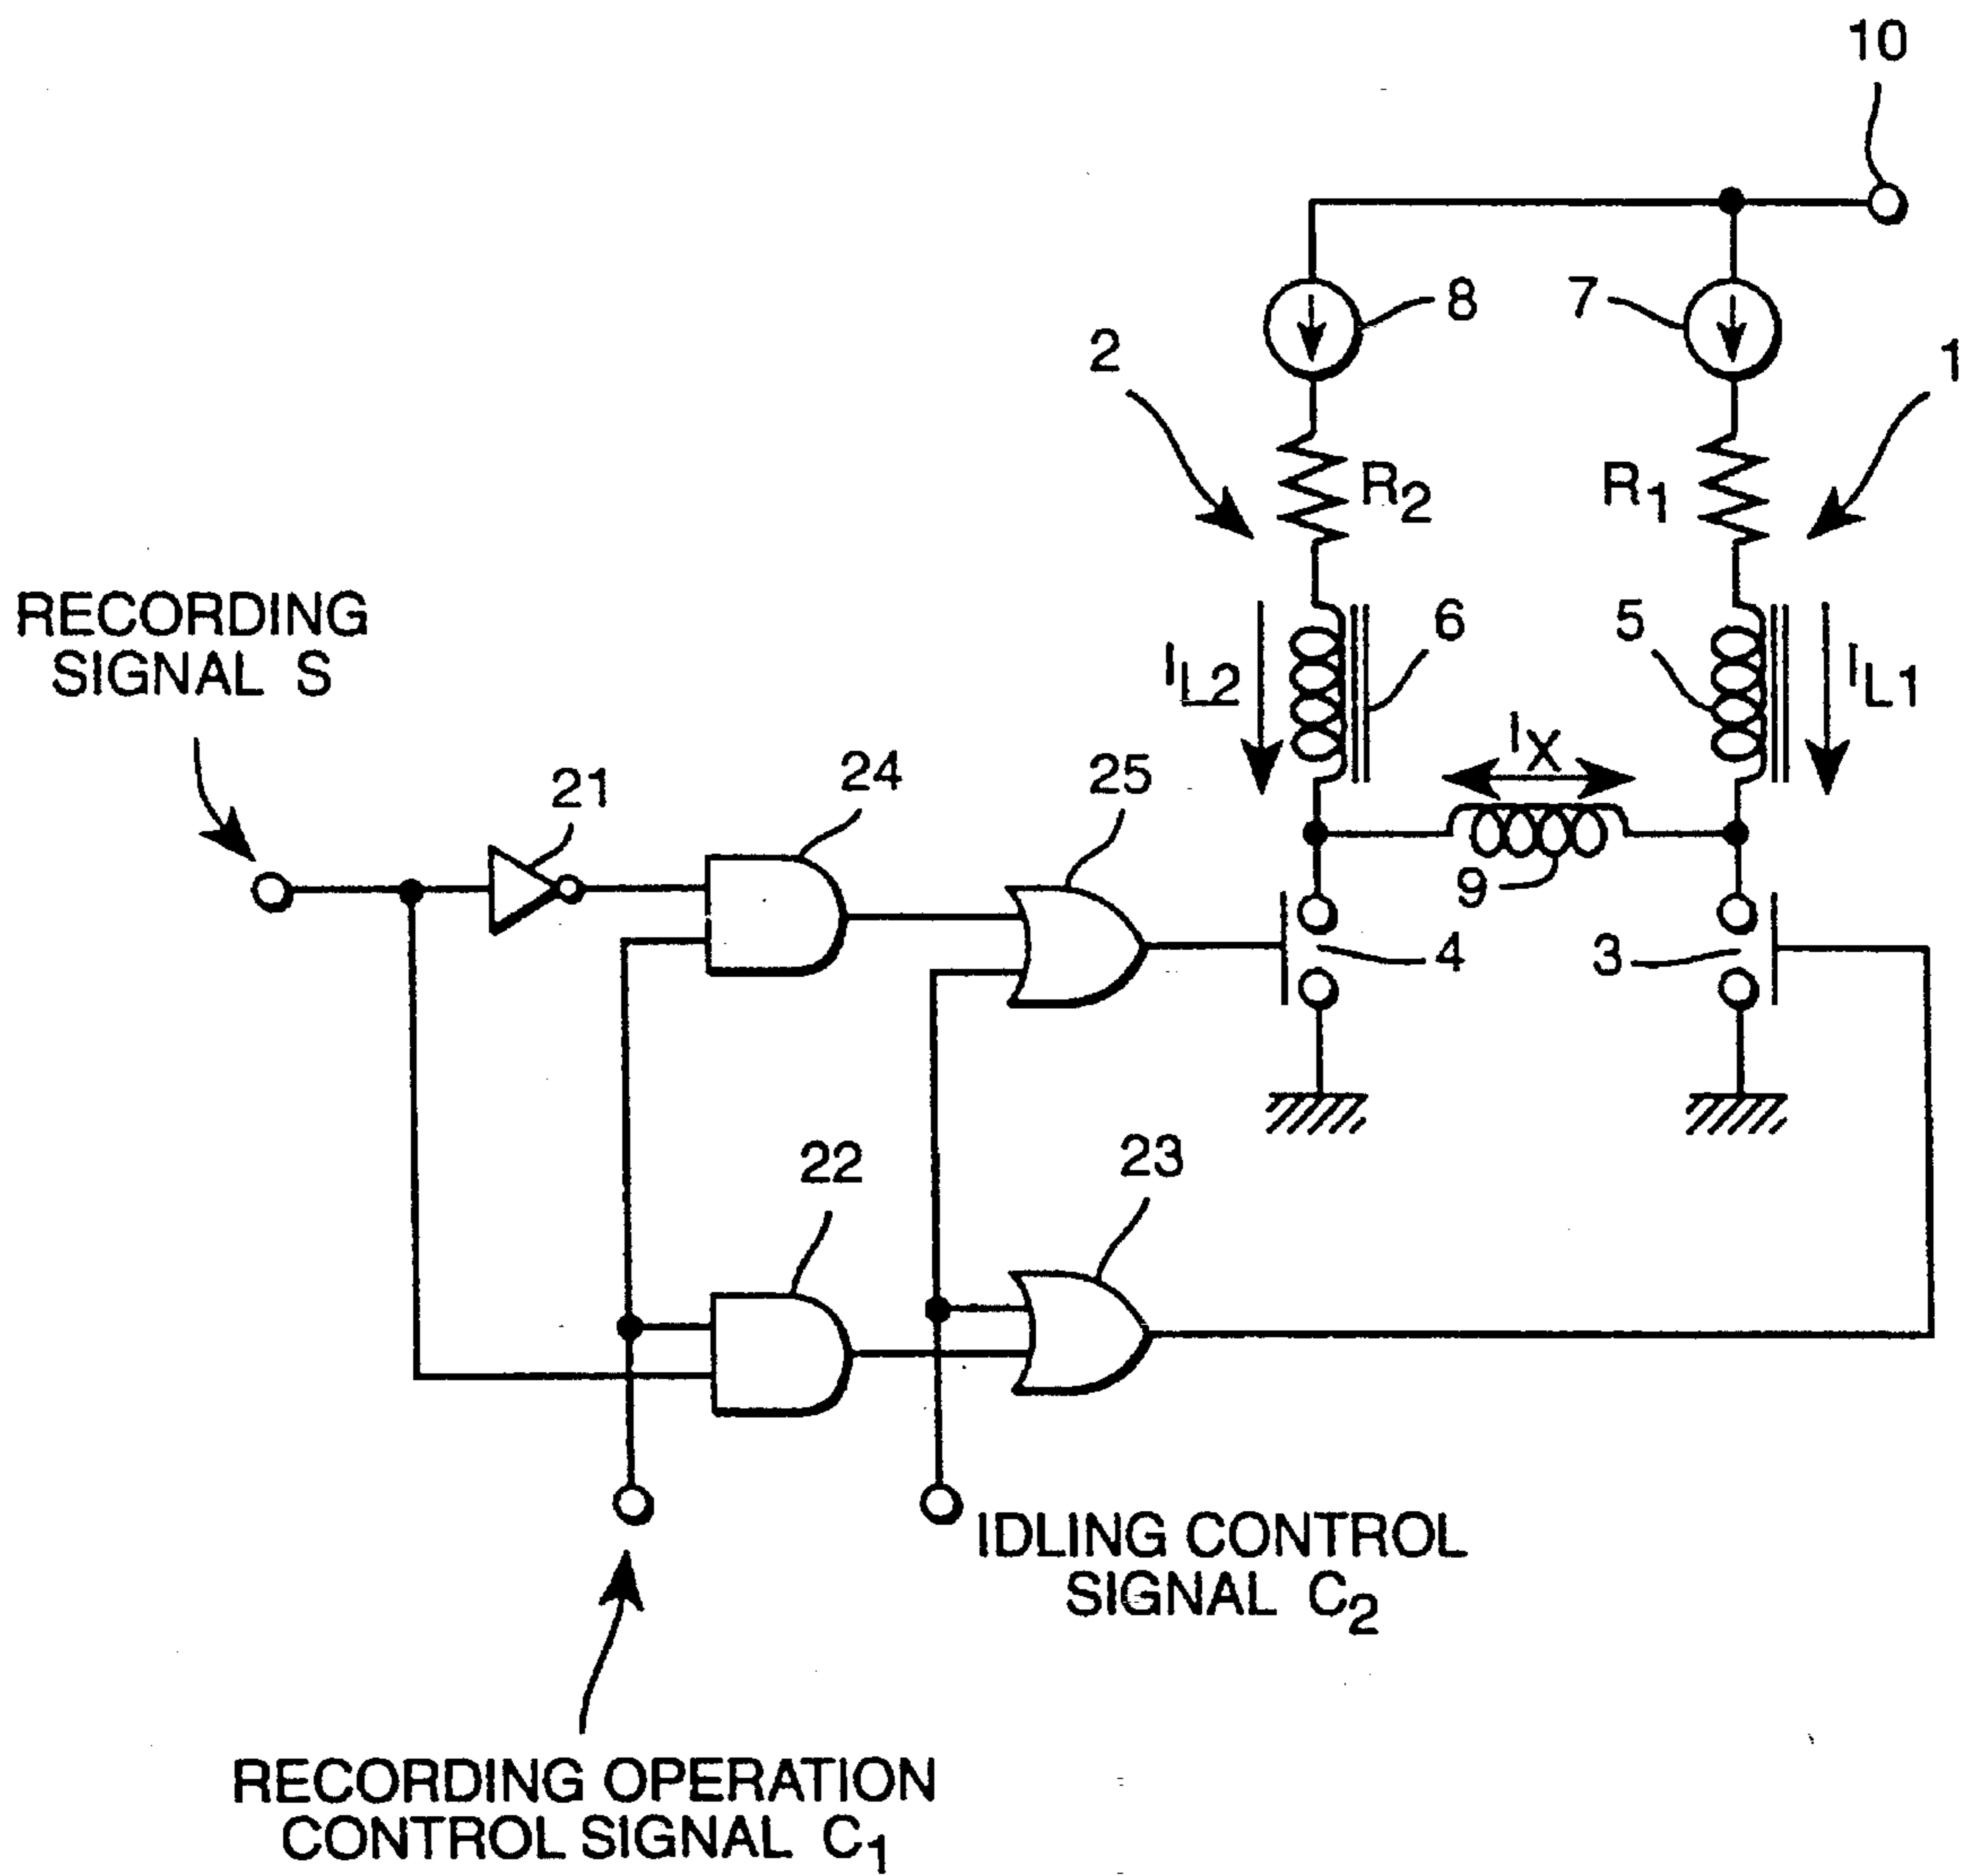 10
8
7
2
1
R2
R1
RECORDING
SIGNAL S
6
5
IL2
IL1
IX
21
24
25
9
4
3
22
23
IDLING CONTROL
SIGNAL C2
RECORDING OPERATION
CONTROL SIGNAL C1